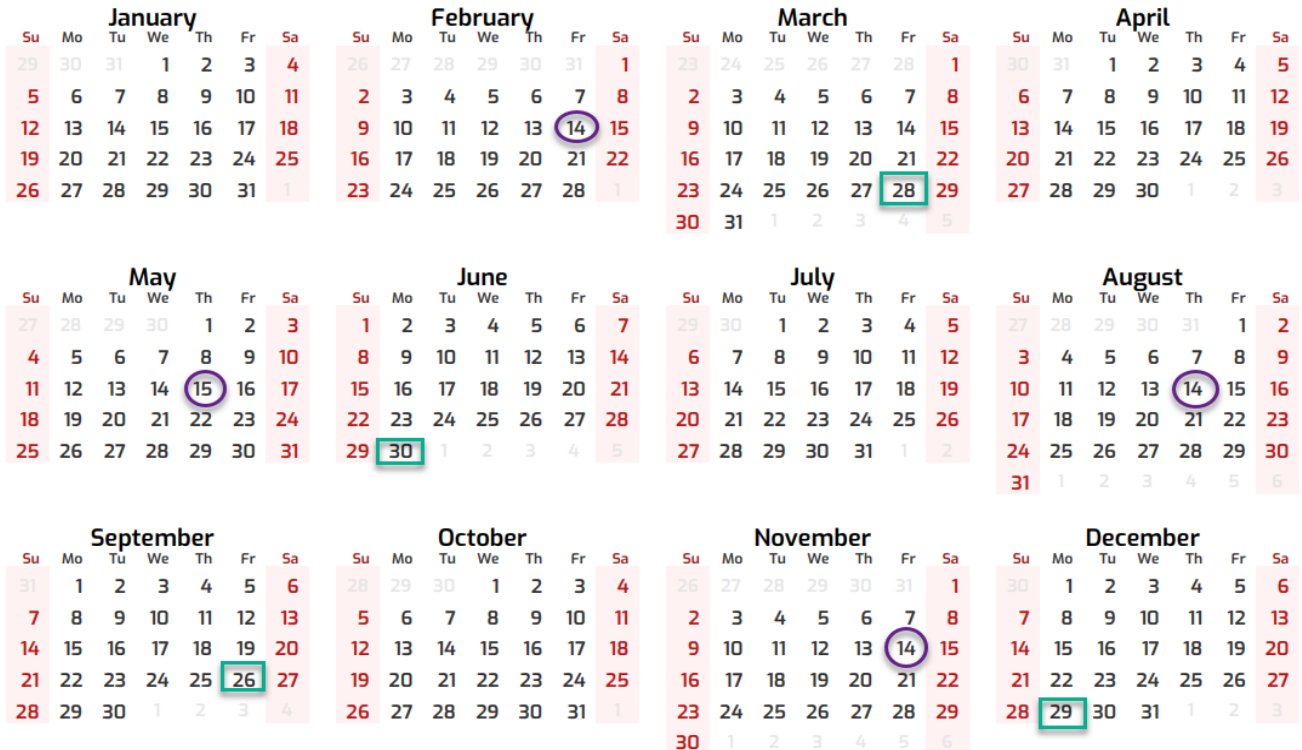 January February March April
Su Mo Tu We Th Fr Sa Su Mo Tu We Th Fr Sa Su Mo Tu We Th Fr Sa Su Mo Tu We Th Fr Sa
29 30 31 1 2 3 4 26 27 28 29 30 31 1 23 24 25 26 27 28 1 30 31 1 2 3 4 5
5 6 7 8 9 10 11 2 3 4 5 6 7 8 2 3 4 5 6 7 8 6 7 8 9 10 11 12
12 13 14 15 16 17 18 9 10 11 12 13 14 15 9 10 11 12 13 14 15 13 14 15 16 17 18 19
19 20 21 22 23 24 25 16 17 18 19 20 21 22 16 17 18 19 20 21 22 20 21 22 23 24 25 26
26 27 28 29 30 31 1 23 24 25 26 27 28 1 23 24 25 26 27 28 29 27 28 29 30 1 2 3
30 31 1 2 3 4 5
May June July August
Su Mo Tu We Th Fr Sa Su Mo Tu We Th Fr Sa Su Mo Tu We Th Fr Sa Su Mo Tu We Th Fr Sa
27 28 29 30 1 2 3 1 2 3 4 5 6 7 29 30 1 2 3 4 5 27 28 29 30 31 1 2
4 5 6 7 8 9 10 8 9 10 11 12 13 14 6 7 8 9 10 11 12 3 4 5 6 7 8 9
11 12 13 14 15 16 17 15 16 17 18 19 20 21 13 14 15 16 17 18 19 10 11 12 13 14 15 16
18 19 20 21 22 23 24 22 23 24 25 26 27 28 20 21 22 23 24 25 26 17 18 19 20 21 22 23
25 26 27 28 29 30 31 29 30 1 2 3 4 5 27 28 29 30 31 1 2 24 25 26 27 28 29 30
31 1 2 3 4 5 6
September October November December
Su Mo Tu We Th Fr Sa Su Mo Tu We Th Fr Sa Su Mo Tu We Th Fr Sa Su Mo Tu We Th Fr Sa
31 1 2 3 4 5 6 28 29 30 1 2 3 4 26 27 28 29 30 31 1 30 1 2 3 4 5 6
7 8 9 10 11 12 13 5 6 7 8 9 10 11 2 3 4 5 6 7 8 7 8 9 10 11 12 13
14 15 16 17 18 19 20 12 13 14 15 16 17 18 9 10 11 12 13 14 15 14 15 16 17 18 19 20
21 22 23 24 25 26 27 19 20 21 22 23 24 25 16 17 18 19 20 21 22 21 22 23 24 25 26 27
28 29 30 1 2 3 4 26 27 28 29 30 31 1 23 24 25 26 27 28 29 28 29 30 31 1 2 3
30 1 2 3 4 5 6